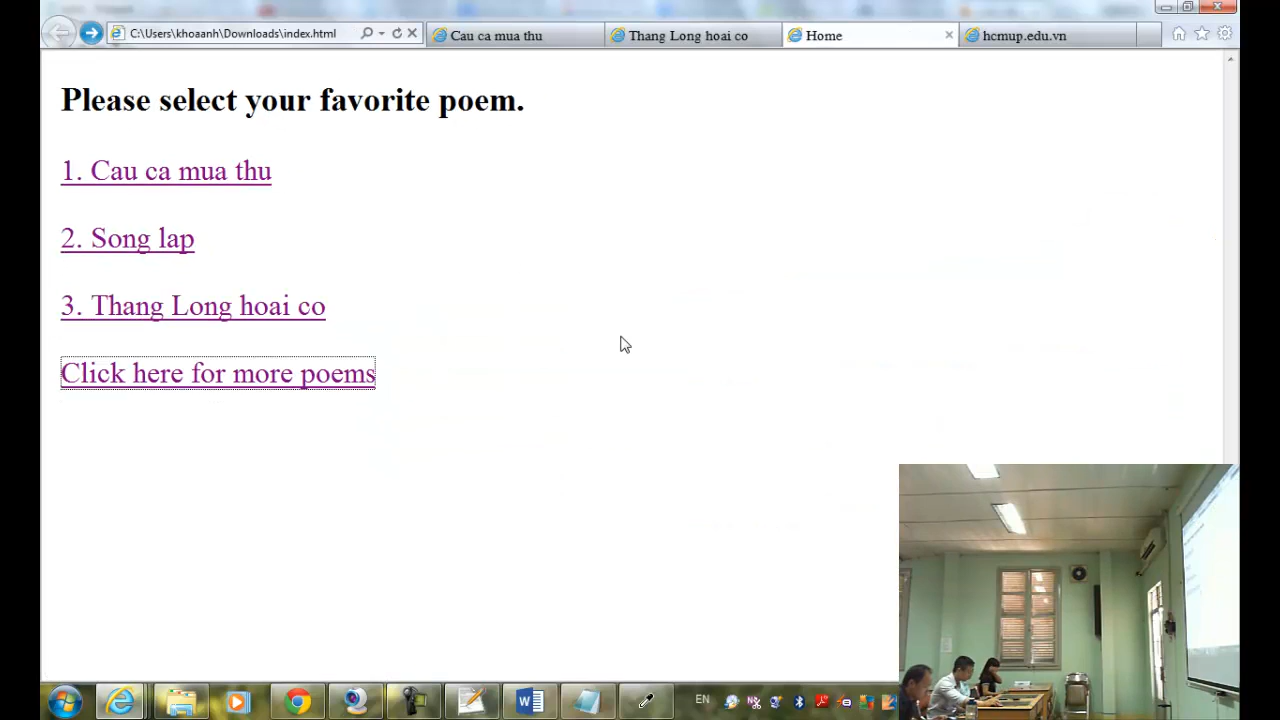 C:\Users\khoaanh\Downloads\index.html
Cau ca mua thu
Thang Long hoai co
Home
hcmup.edu.vn
Please select your favorite poem.
1. Cau ca mua thu
2. Song lap
3. Thang Long hoai co
Click here for more poems
EN